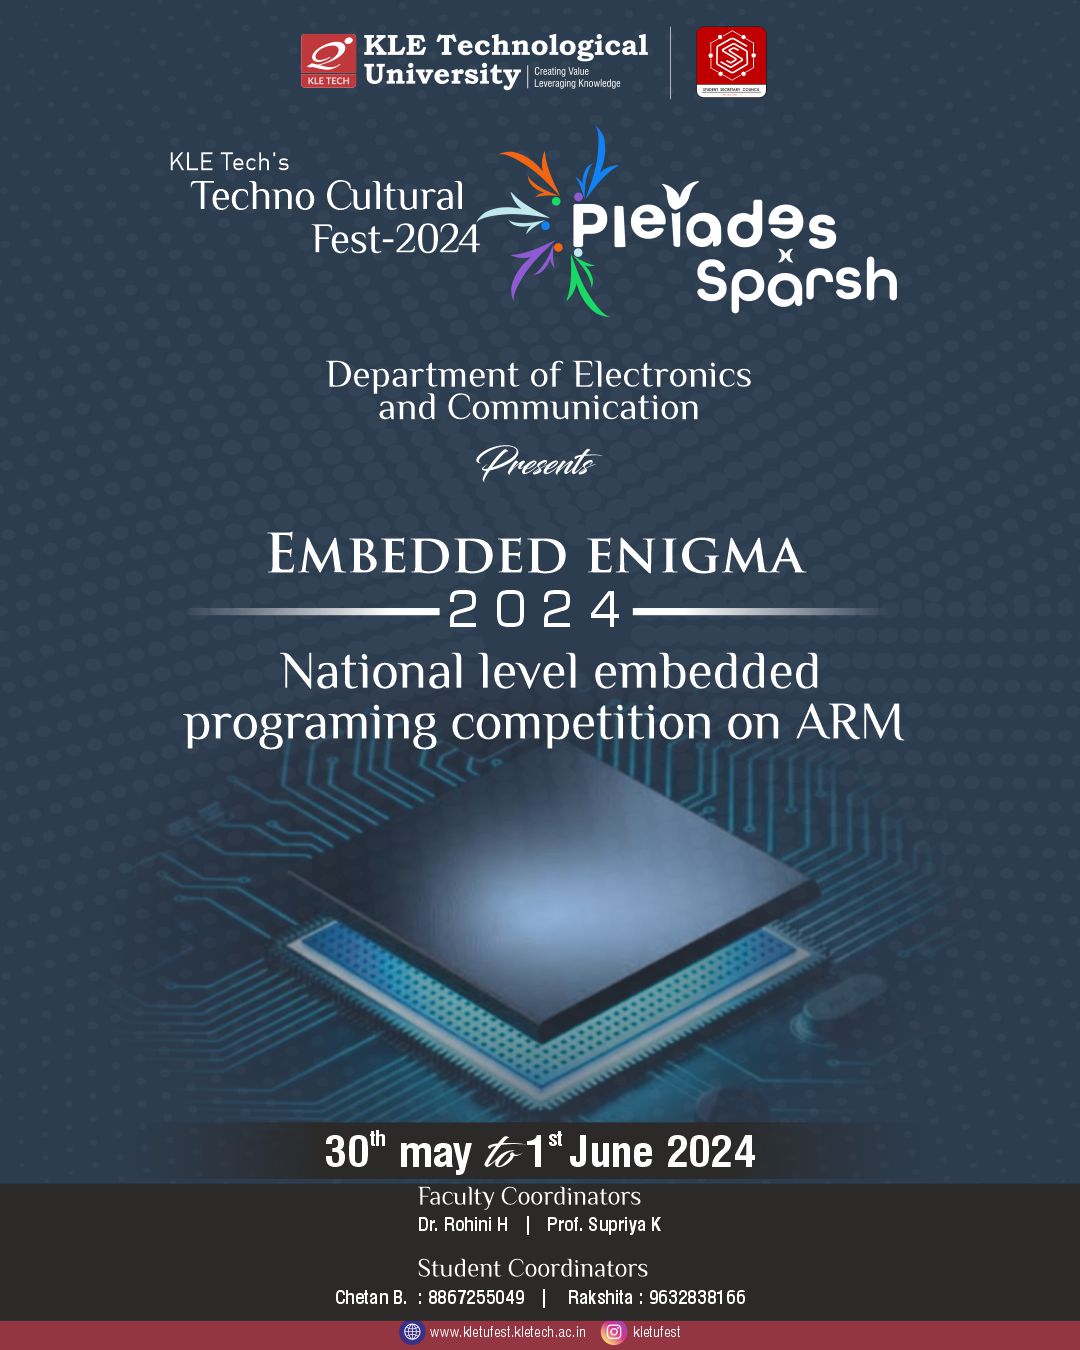 KLE Technological
University
Creating Value
Leveraging Knowledge
KLE TECH
STUDENT SECRETARY COUNCIL
KLE Tech's
Techno Cultural
Fest-2024
Pleiades
x
Sparsh
Department of Electronics
and Communication
Presents
EMBEDDED ENIGMA
2024
National level embedded
programing competition on ARM
30th may to 1st June 2024
Faculty Coordinators
Dr. Rohini H | Prof. Supriya K
Student Coordinators
Chetan B. : 8867255049 | Rakshita : 9632838166
www.kletufest.kletech.ac.in kletufest